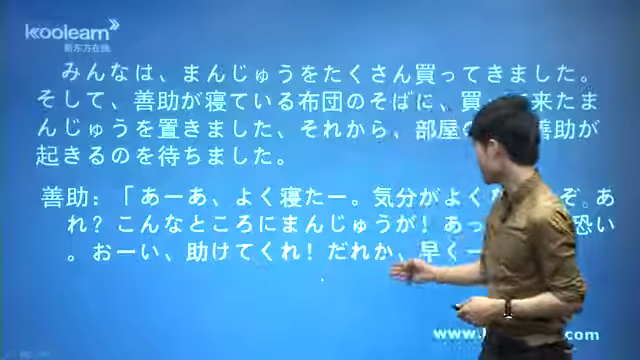 koolearn
新东方在线
みんなは、まんじゅうをたくさん買ってきました。
そして、善助が寝ている布団のそばに、買っ て来たま
んじゅうを置きました、それから、部屋の 善助が
起きるのを待ちました。
善助：「あーあ、よく寝たー。気分がよく ぞ。あ
れ？こんなところにまんじゅうが！あっ 恐い
。おーい、助けてくれ！だれか、早くー
www. .com